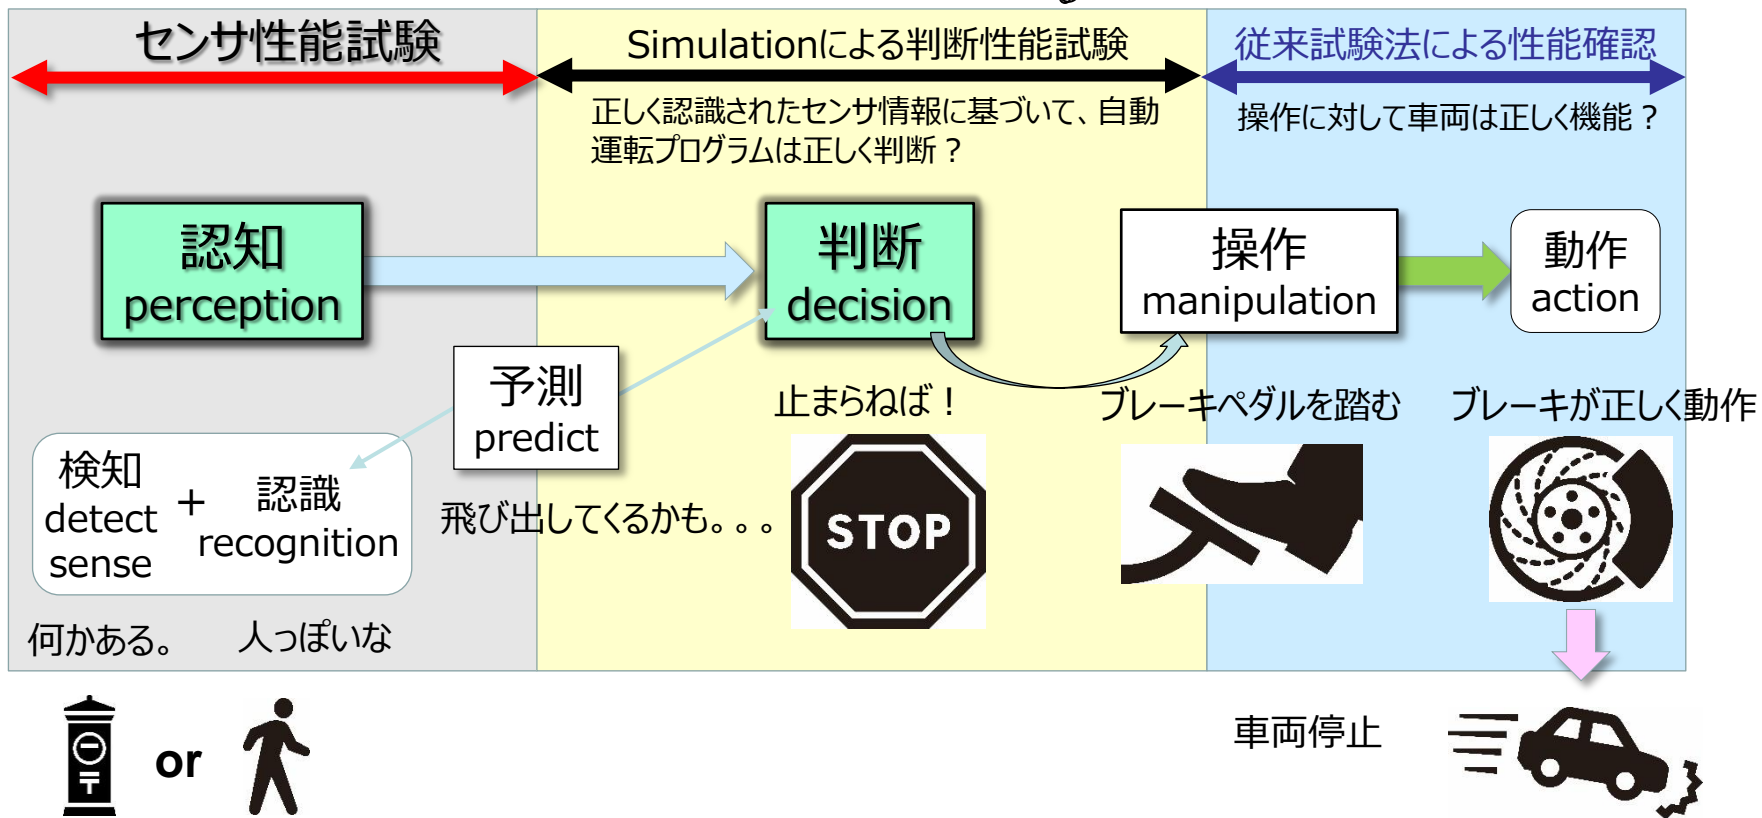 センサ性能試験
Simulationによる判断性能試験
従来試験法による性能確認
正しく認識されたセンサ情報に基づいて、自動
運転プログラムは正しく判断？
操作に対して車両は正しく機能？
認知
perception
判断
decision
操作
manipulation
動作
action
予測
predict
止まらねば！
ブレーキペダルを踏む
ブレーキが正しく動作
検知
detect
sense
+
認識
recognition
飛び出してくるかも。。。
STOP
何かある。
人っぽいな
〒
or
車両停止